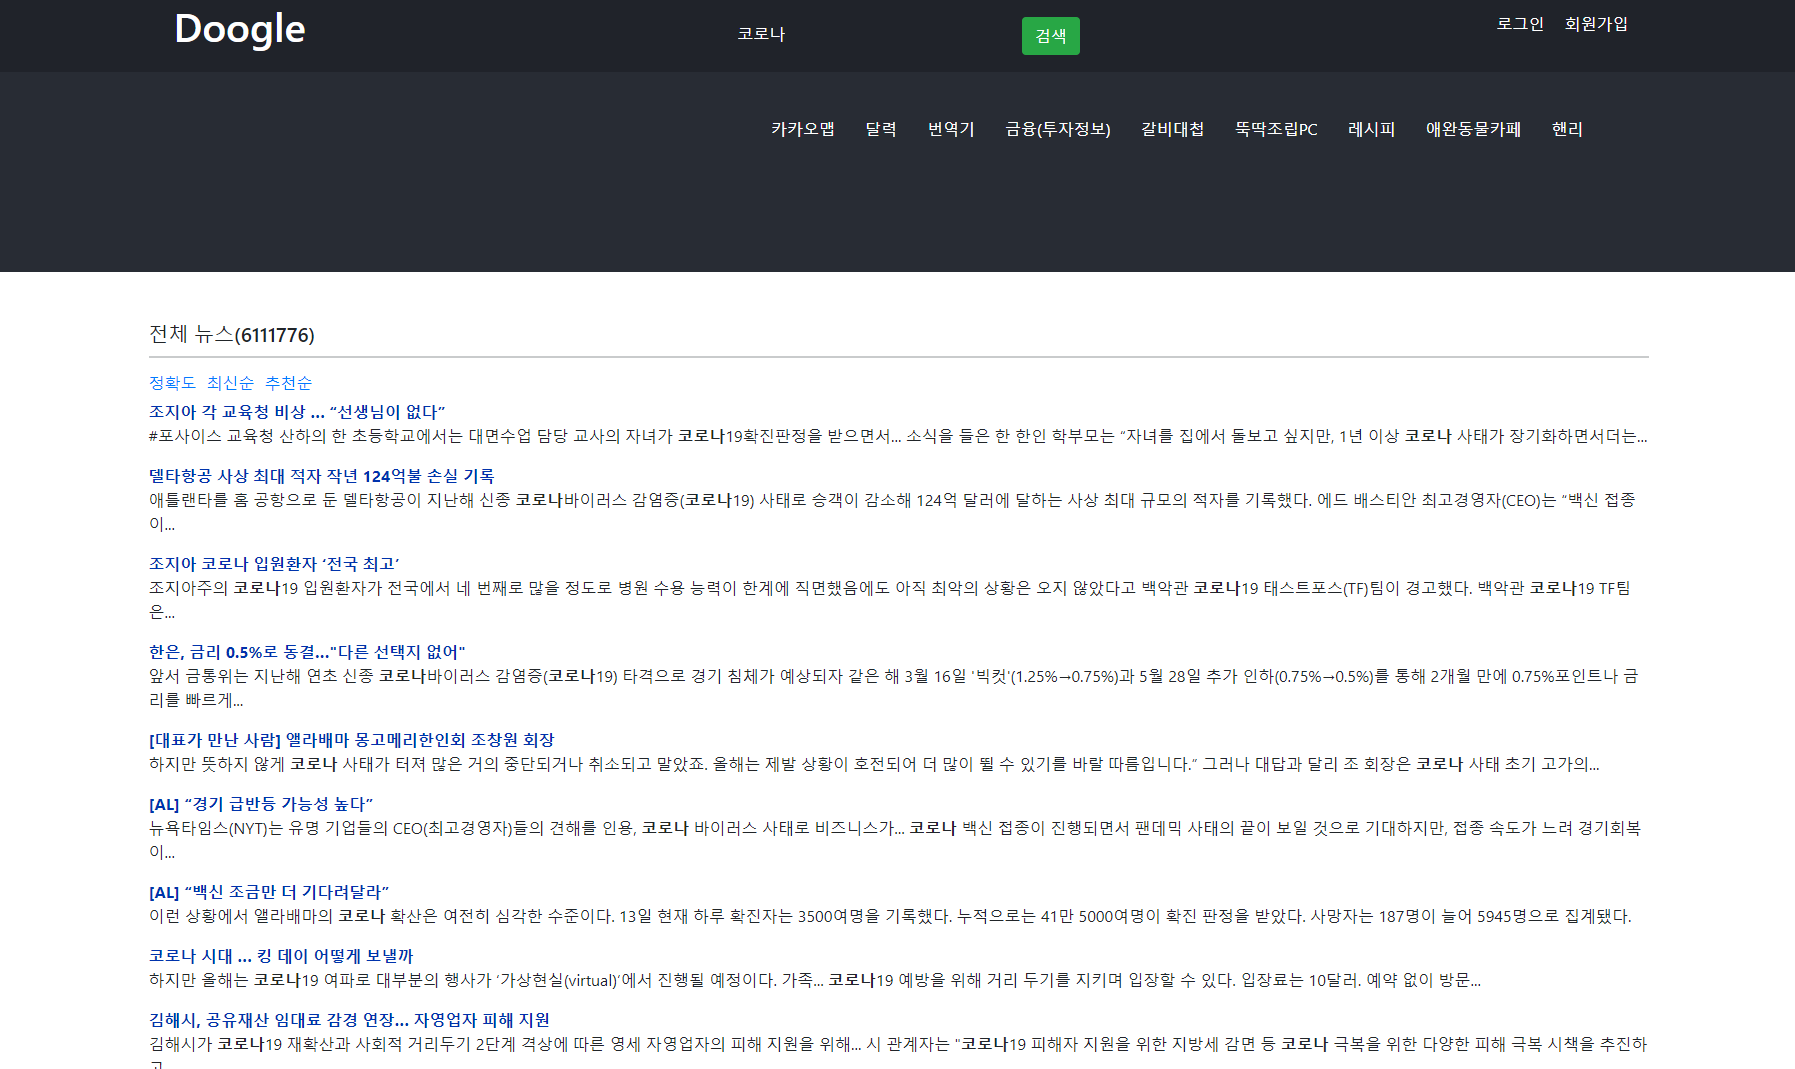 Doogle
코로나
검색
로그인 회원가입
카카오맵 달력 번역기 금융(투자정보) 갈비대첩 뚝딱조립PC 레시피 애완동물카페 핸리
전체 뉴스(6111776)
정확도 최신순 추천순
조지아 각 교육청 비상 ... “선생님이 없다”
#포사이스 교육청 산하의 한 초등학교에서는 대면수업 담당 교사의 자녀가 코로나19확진판정을 받으면서... 소식을 들은 한 한인 학부모는 “자녀를 집에서 돌보고 싶지만, 1년 이상 코로나 사태가 장기화하면서더는...
델타항공 사상 최대 적자 작년 124억불 손실 기록
애틀랜타를 홈 공항으로 둔 델타항공이 지난해 신종 코로나바이러스 감염증(코로나19) 사태로 승객이 감소해 124억 달러에 달하는 사상 최대 규모의 적자를 기록했다. 에드 배스티안 최고경영자(CEO)는 “백신 접종
이...
조지아 코로나 입원환자 ‘전국 최고’
조지아주의 코로나19 입원환자가 전국에서 네 번째로 많을 정도로 병원 수용 능력이 한계에 직면했음에도 아직 최악의 상황은 오지 않았다고 백악관 코로나19 태스트포스(TF)팀이 경고했다. 백악관 코로나19 TF팀
은...
한은, 금리 0.5%로 동결..."다른 선택지 없어"
앞서 금통위는 지난해 연초 신종 코로나바이러스 감염증(코로나19) 타격으로 경기 침체가 예상되자 같은 해 3월 16일 '빅컷'(1.25%→0.75%)과 5월 28일 추가 인하(0.75%→0.5%)를 통해 2개월 만에 0.75%포인트나 금
리를 빠르게...
[대표가 만난 사람] 앨라배마 몽고메리한인회 조창원 회장
하지만 뜻하지 않게 코로나 사태가 터져 많은 거의 중단되거나 취소되고 말았죠. 올해는 제발 상황이 호전되어 더 많이 뛸 수 있기를 바랄 따름입니다.” 그러나 대답과 달리 조 회장은 코로나 사태 초기 고가의...
[AL] “경기 급반등 가능성 높다”
뉴욕타임스(NYT)는 유명 기업들의 CEO(최고경영자)들의 견해를 인용, 코로나 바이러스 사태로 비즈니스가... 코로나 백신 접종이 진행되면서 팬데믹 사태의 끝이 보일 것으로 기대하지만, 접종 속도가 느려 경기회복
이...
[AL] “백신 조금만 더 기다려달라”
이런 상황에서 앨라배마의 코로나 확산은 여전히 심각한 수준이다. 13일 현재 하루 확진자는 3500여명을 기록했다. 누적으로는 41만 5000여명이 확진 판정을 받았다. 사망자는 187명이 늘어 5945명으로 집계됐다.
코로나 시대 ... 킹 데이 어떻게 보낼까
하지만 올해는 코로나19 여파로 대부분의 행사가 ‘가상현실(virtual)’에서 진행될 예정이다. 가족... 코로나19 예방을 위해 거리 두기를 지키며 입장할 수 있다. 입장료는 10달러. 예약 없이 방문...
김해시, 공유재산 임대료 감경 연장... 자영업자 피해 지원
김해시가 코로나19 재확산과 사회적 거리두기 2단계 격상에 따른 영세 자영업자의 피해 지원을 위해... 시 관계자는 "코로나19 피해자 지원을 위한 지방세 감면 등 코로나 극복을 위한 다양한 피해 극복 시책을 추진하